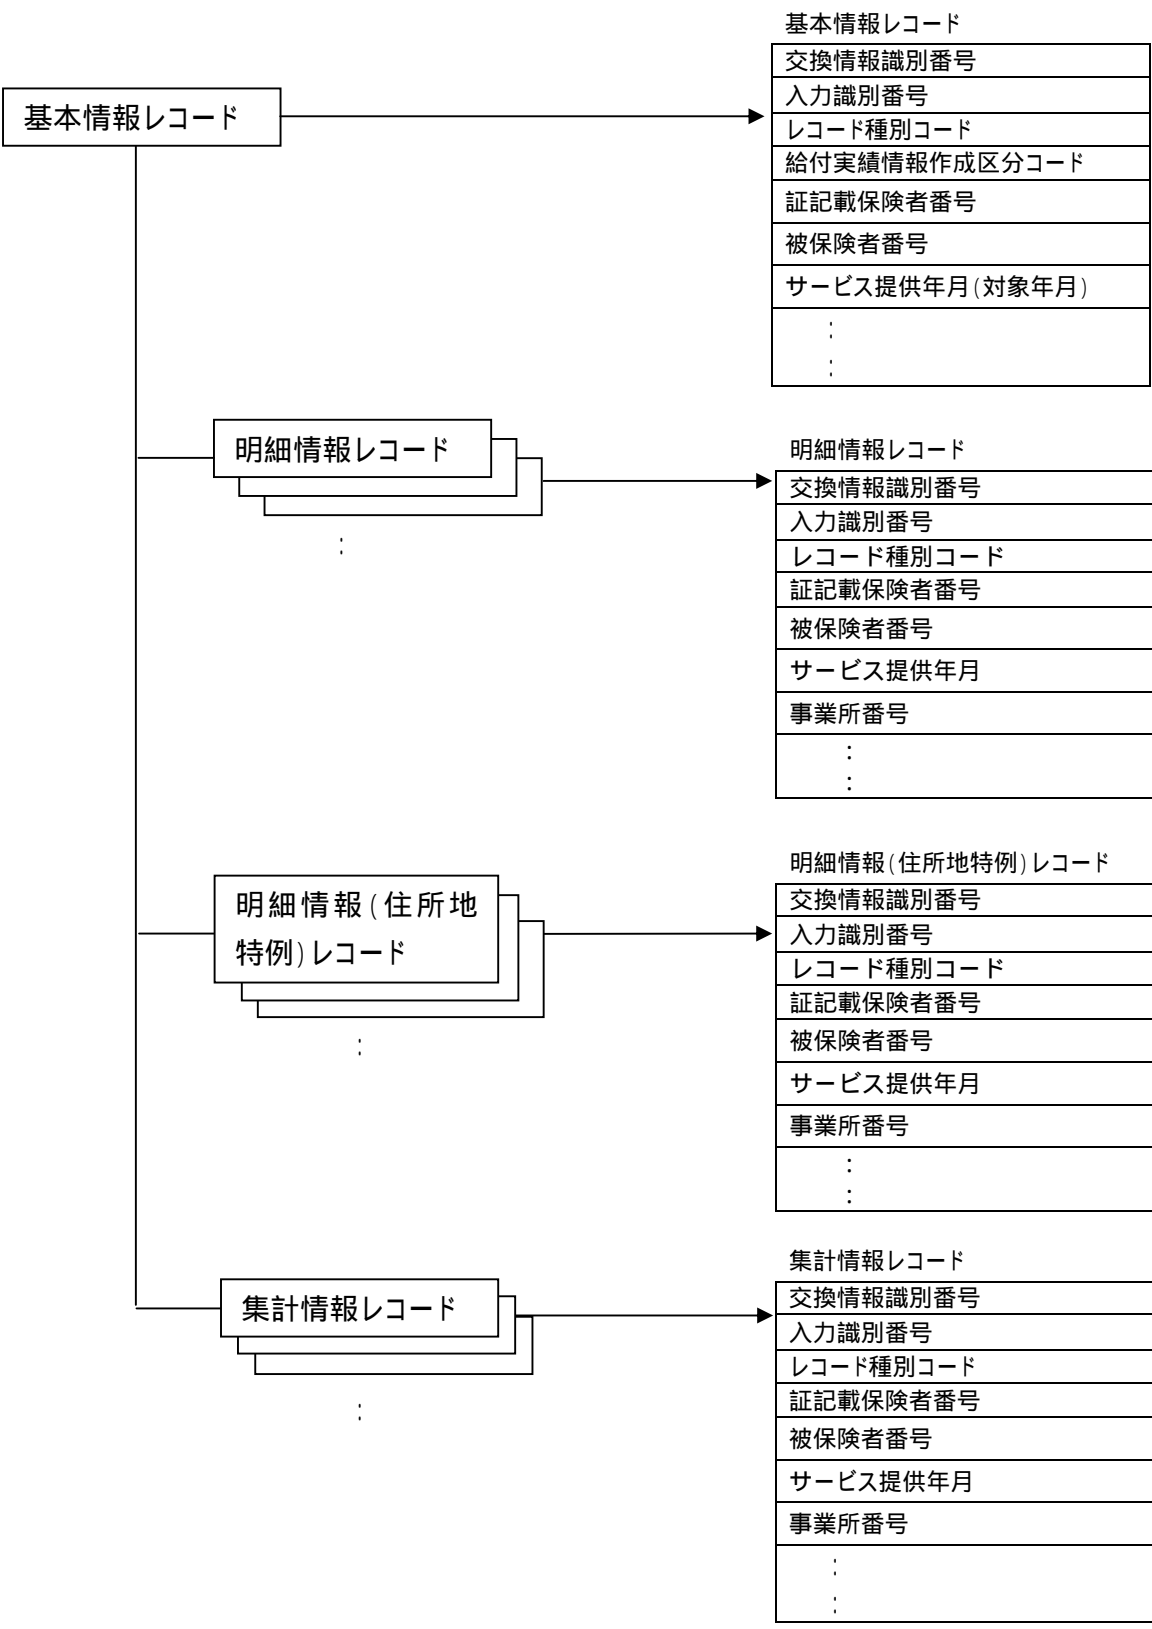 基本情報レコード
基本情報レコード
交換情報識別番号
入力識別番号
レコード種別コード
給付実績情報作成区分コード
証記載保険者番号
被保険者番号
サービス提供年月(対象年月)
:
:
明細情報レコード
:
明細情報レコード
交換情報識別番号
入力識別番号
レコード種別コード
証記載保険者番号
被保険者番号
サービス提供年月
事業所番号
:
:
明細情報(住所地
特例)レコード
:
明細情報(住所地特例)レコード
交換情報識別番号
入力識別番号
レコード種別コード
証記載保険者番号
被保険者番号
サービス提供年月
事業所番号
:
:
集計情報レコード
:
集計情報レコード
交換情報識別番号
入力識別番号
レコード種別コード
証記載保険者番号
被保険者番号
サービス提供年月
事業所番号
:
: